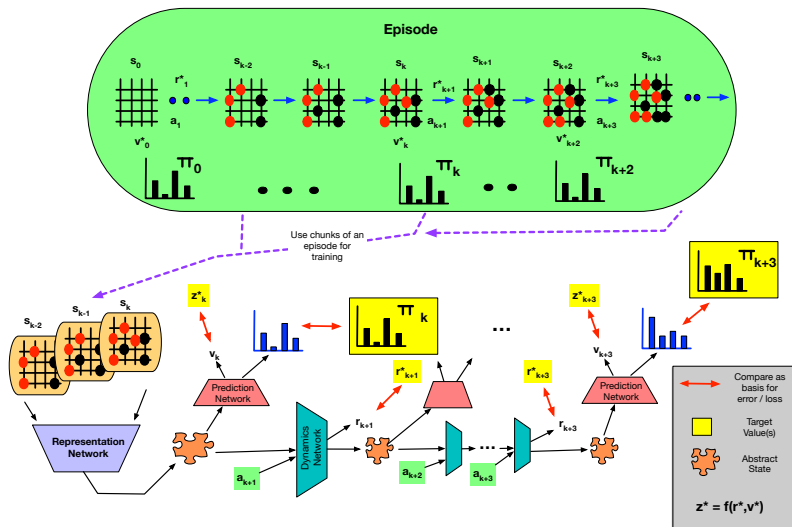 Episode
s0
sk-2
sk-1
sk
sk+1
sk+2
sk+3
r*1
r*k+1
r*k+3
a1
ak+1
ak+3
v*0
v*k
v*k+2
π0
πk
πk+2
Use chunks of an
episode for
training
sk-2
sk-1
sk
z*k
vk
πk
z*k+3
vk+3
πk+3
...
Prediction
Network
r*k+1
r*k+3
Prediction
Network
Representation
Network
Dynamics
Network
rk+1
rk+3
ak+1
ak+2
...
ak+3
Compare as
basis for
error / loss
Target
Value(s)
Abstract
State
z* = f(r*,v*)